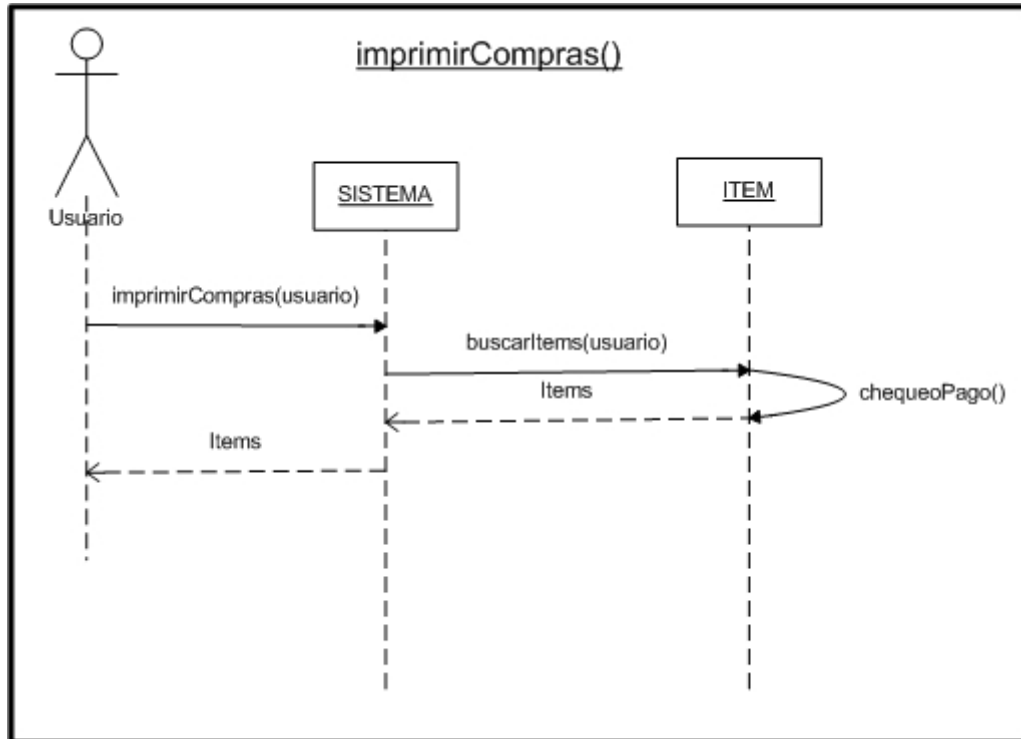 imprimirCompras()
Usuario
SISTEMA
ITEM
imprimirCompras(usuario)
buscarItems(usuario)
Items
chequeoPago()
Items